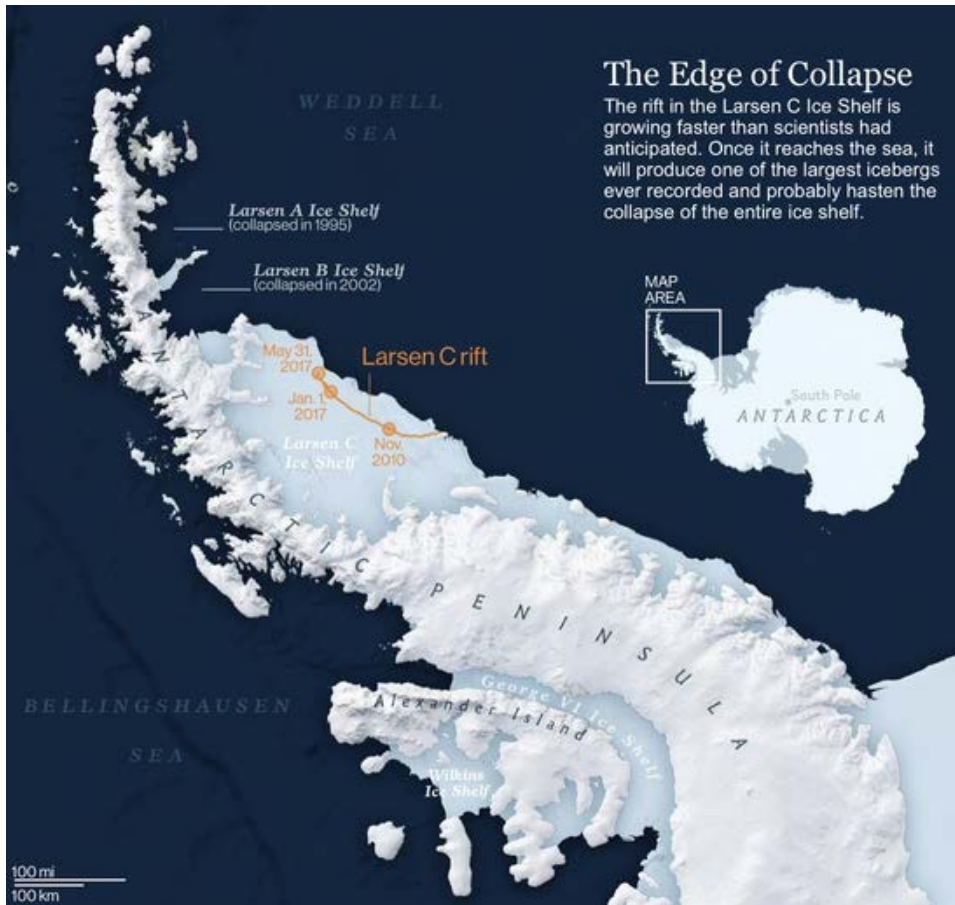 The Edge of Collapse
The rift in the Larsen C Ice Shelf is
growing faster than scientists had
anticipated. Once it reaches the sea, it
will produce one of the largest icebergs
ever recorded and probably hasten the
collapse of the entire ice shelf.
WEDDELL
SEA
Larsen A Ice Shelf
(collapsed in 1995)
Larsen B Ice Shelf
(collapsed in 2002)
MAP
AREA
South Pole
ANTARCTICA
May 31,
2017
Jan. 1,
2017
Larsen C rift
Nov.
2010
Larsen C
Ice Shelf
ANTARCTIC PENINSULA
BELLINGSHAUSEN
SEA
George VI Ice Shelf
Alexander Island
Wilkins
Ice Shelf
100 mi
100 km